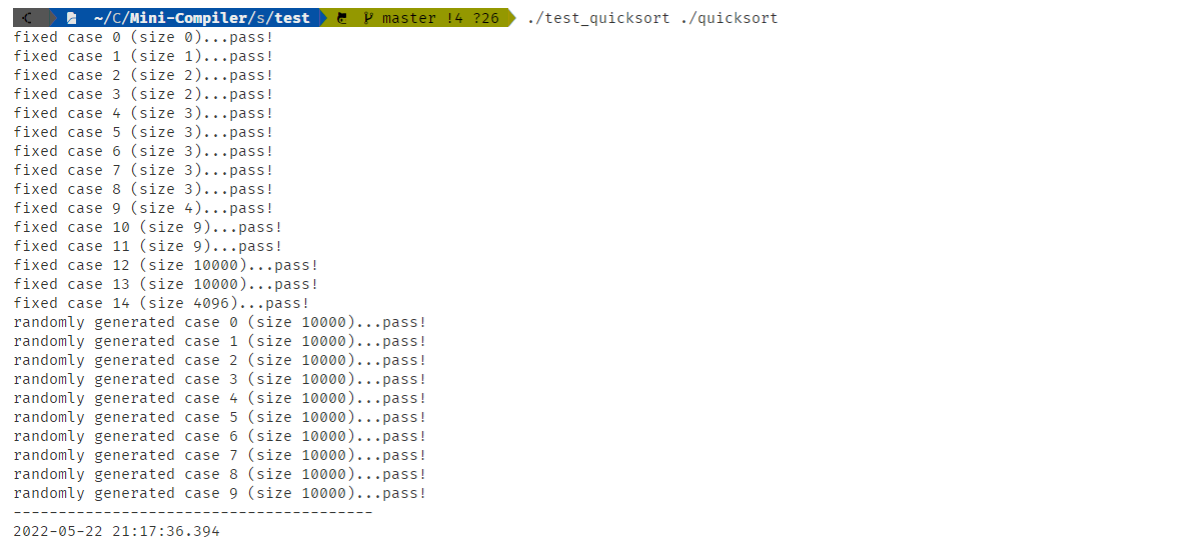 ~/C/Mini-Compiler/s/test master !4 ?26 ./test_quicksort ./quicksort
fixed case 0 (size 0)...pass!
fixed case 1 (size 1)...pass!
fixed case 2 (size 2)...pass!
fixed case 3 (size 2)...pass!
fixed case 4 (size 3)...pass!
fixed case 5 (size 3)...pass!
fixed case 6 (size 3)...pass!
fixed case 7 (size 3)...pass!
fixed case 8 (size 3)...pass!
fixed case 9 (size 4)...pass!
fixed case 10 (size 9)...pass!
fixed case 11 (size 9)...pass!
fixed case 12 (size 10000)...pass!
fixed case 13 (size 10000)...pass!
fixed case 14 (size 4096)...pass!
randomly generated case 0 (size 10000)...pass!
randomly generated case 1 (size 10000)...pass!
randomly generated case 2 (size 10000)...pass!
randomly generated case 3 (size 10000)...pass!
randomly generated case 4 (size 10000)...pass!
randomly generated case 5 (size 10000)...pass!
randomly generated case 6 (size 10000)...pass!
randomly generated case 7 (size 10000)...pass!
randomly generated case 8 (size 10000)...pass!
randomly generated case 9 (size 10000)...pass!
----------------------------------------
2022-05-22 21:17:36.394